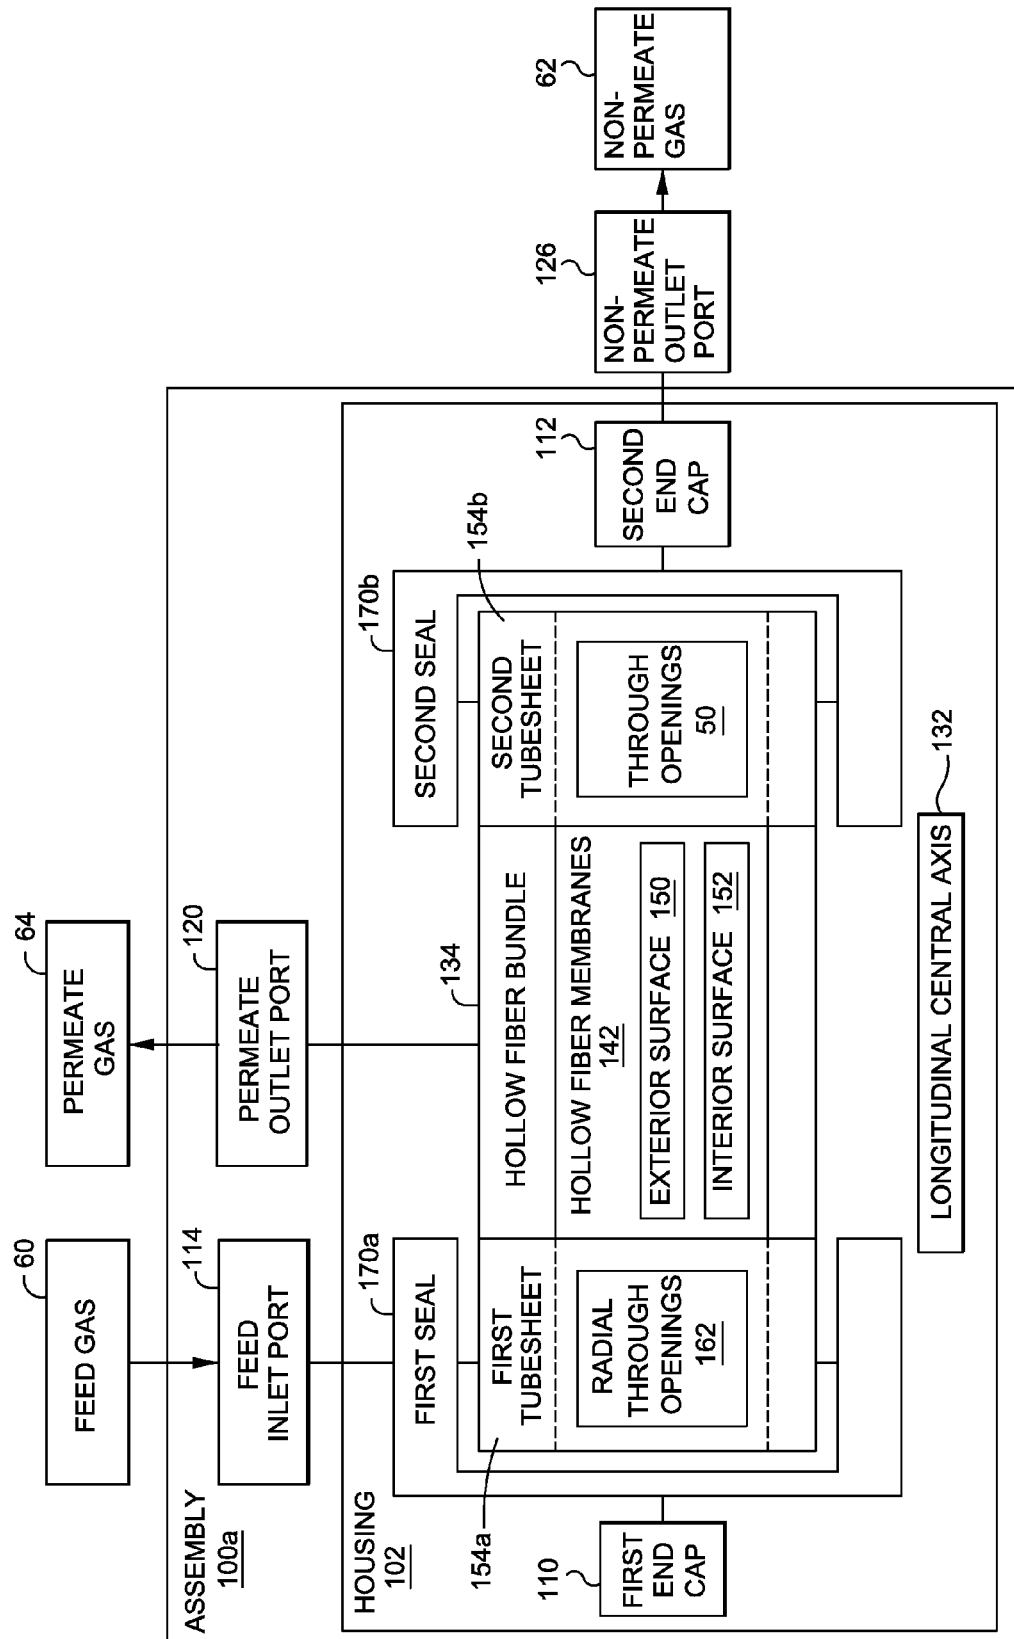 ASSEMBLY
100a
FEED GAS
60
FEED
INLET PORT
114
PERMEATE
GAS
64
PERMEATE
OUTLET PORT
120
HOUSING
102
FIRST SEAL
170a
FIRST
TUBESHEET
154a
RADIAL
THROUGH
OPENINGS
162
FIRST
END
CAP
110
HOLLOW FIBER BUNDLE
134
HOLLOW FIBER MEMBRANES
142
EXTERIOR SURFACE 150
INTERIOR SURFACE 152
SECOND SEAL
170b
SECOND
TUBESHEET
154b
THROUGH
OPENINGS
50
SECOND
END
CAP
112
NON-
PERMEATE
OUTLET
PORT
126
NON-
PERMEATE
GAS
62
LONGITUDINAL CENTRAL AXIS
132